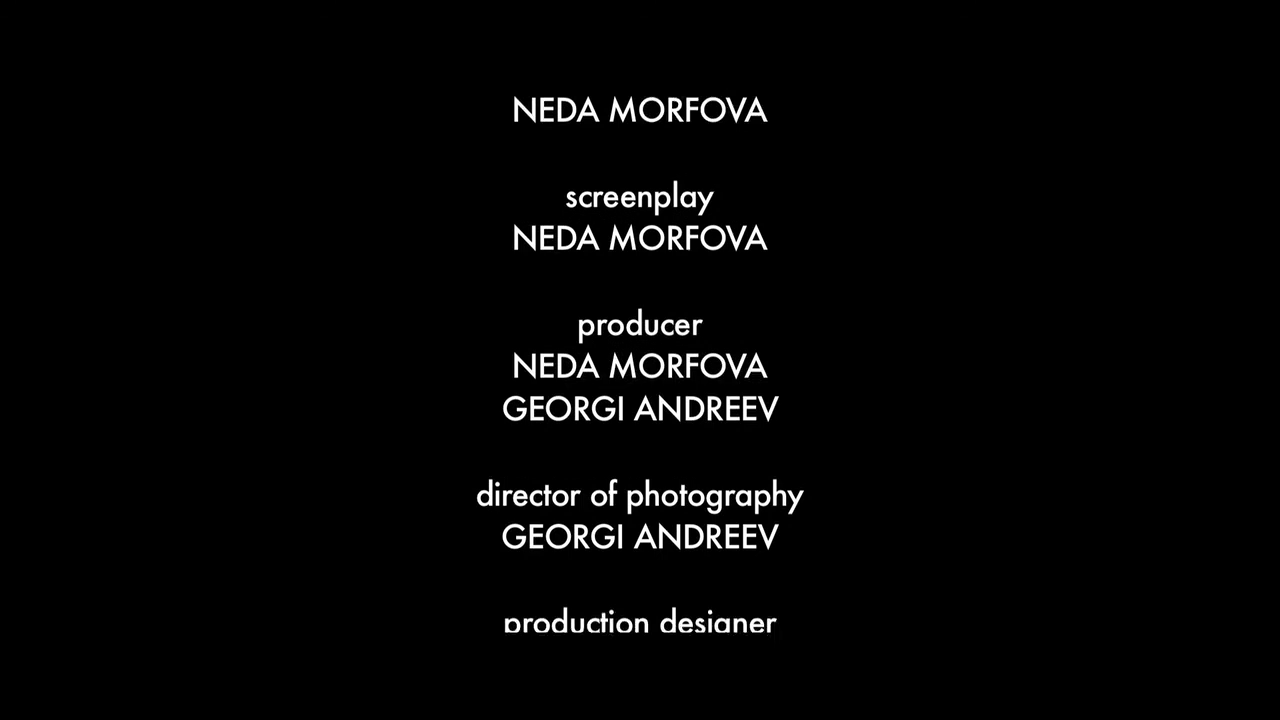 NEDA MORFOVA
screenplay
NEDA MORFOVA
producer
NEDA MORFOVA
GEORGI ANDREEV
director of photography
GEORGI ANDREEV
production designer